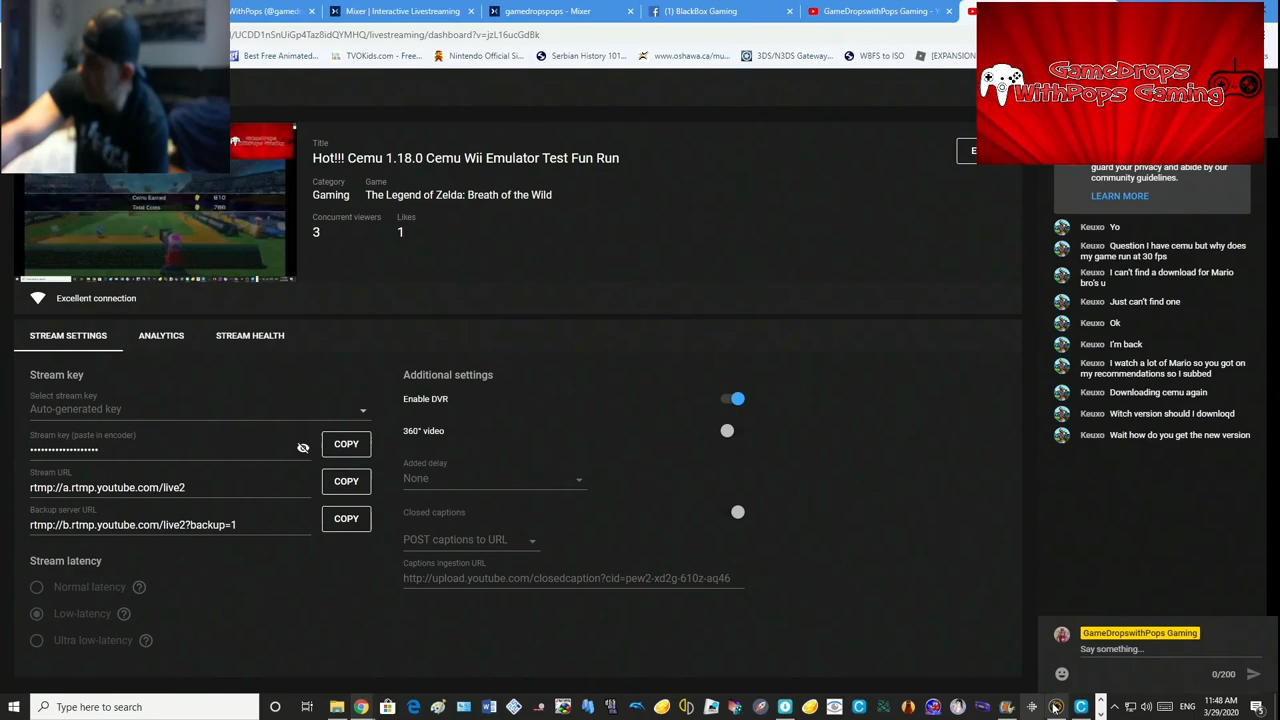 WithPops (@gamed
Mixer | Interactive Livestreaming
gamedropspops - Mixer
(1) BlackBox Gaming
GameDropswithPops Gaming -
UCDD1nSnUiGp4Taz8idQYMHQ/livestreaming/dashboard?v=jzL16ucGdBk
Best Free Animated...
TVOKids.com - Free...
Nintendo Official Si...
Serbian History 101...
www.oshawa.ca/mu...
3DS/N3DS Gateway...
WBFS to ISO
[EXPANSION
GameDrops
WithPops Gaming
Title
Hot!!! Cemu 1.18.0 Cemu Wii Emulator Test Fun Run
Category
Game
Gaming
The Legend of Zelda: Breath of the Wild
Concurrent viewers
Likes
3
1
Excellent connection
STREAM SETTINGS
ANALYTICS
STREAM HEALTH
Stream key
Select stream key
Auto-generated key
Stream key (paste in encoder)
••••••••••••••••••
COPY
Stream URL
rtmp://a.rtmp.youtube.com/live2
COPY
Backup server URL
rtmp://b.rtmp.youtube.com/live2?backup=1
COPY
Stream latency
Normal latency
Low-latency
Ultra low-latency
Additional settings
Enable DVR
360° video
Added delay
None
Closed captions
POST captions to URL
Captions ingestion URL
http://upload.youtube.com/closedcaption?cid=pew2-xd2g-610z-aq46
guard your privacy and abide by our
community guidelines.
LEARN MORE
Keuxo Yo
Keuxo Question I have cemu but why does
my game run at 30 fps
Keuxo I can't find a download for Mario
bro's u
Keuxo Just can't find one
Keuxo Ok
Keuxo I'm back
Keuxo I watch a lot of Mario so you got on
my recommendations so I subbed
Keuxo Downloading cemu again
Keuxo Witch version should I downloqd
Keuxo Wait how do you get the new version
GameDropswithPops Gaming
Say something...
0/200
Type here to search
ENG
11:48 AM
3/29/2020